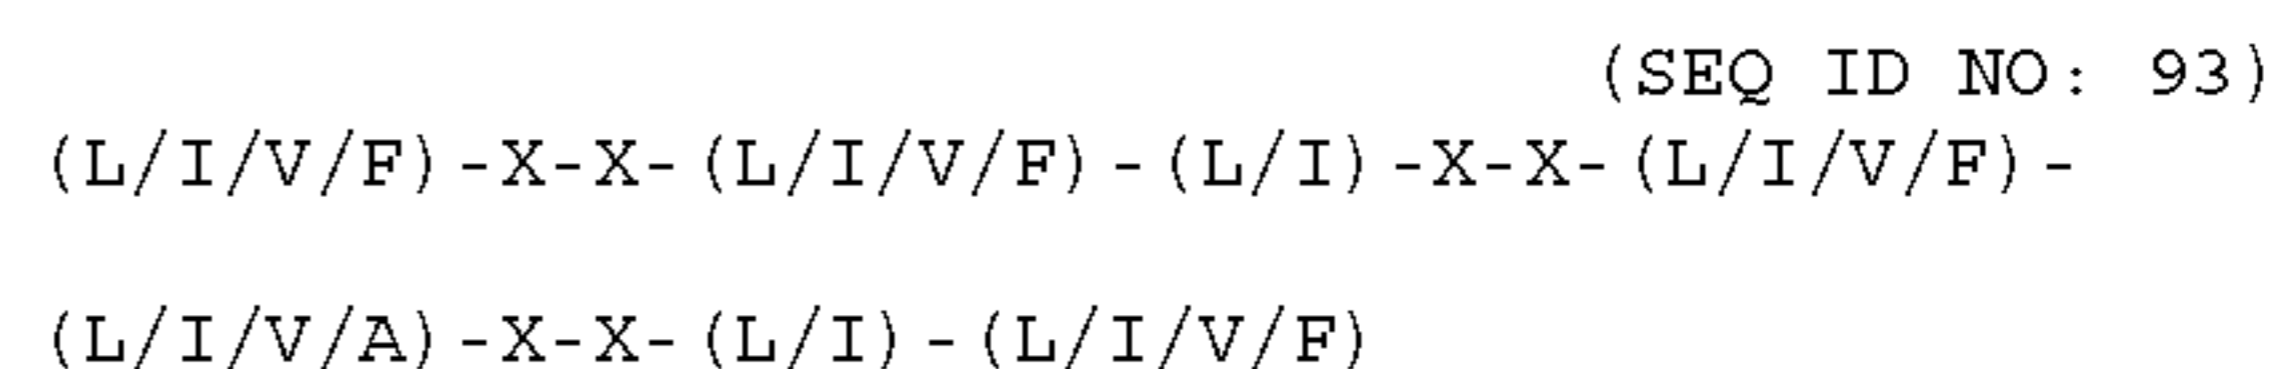 (SEQ ID NO: 93)
(L/I/V/F)-X-X-(L/I/V/F)-(L/I)-X-X-(L/I/V/F)-
(L/I/V/A)-X-X-(L/I)-(L/I/V/F)